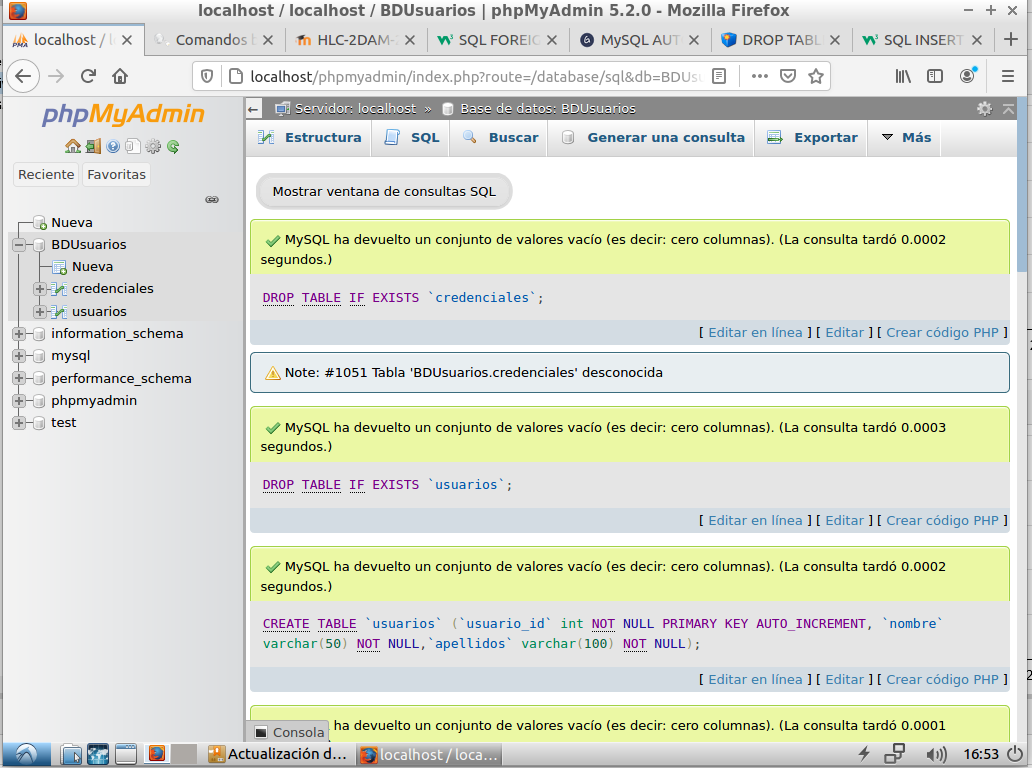 localhost / localhost / BDUsuarios | phpMyAdmin 5.2.0 - Mozilla Firefox
localhost / l
Comandos b
HLC-2DAM-
SQL FOREIG
MySQL AUT
DROP TABL
SQL INSERT
localhost/phpmyadmin/index.php?route=/database/sql&db=BDUs
phpMyAdmin
Reciente
Favoritas
Nueva
BDUsuarios
Nueva
credenciales
usuarios
information_schema
mysql
performance_schema
phpmyadmin
test
Servidor: localhost » Base de datos: BDUsuarios
Estructura
SQL
Buscar
Generar una consulta
Exportar
Más
Mostrar ventana de consultas SQL
MySQL ha devuelto un conjunto de valores vacío (es decir: cero columnas). (La consulta tardó 0.0002
segundos.)
DROP TABLE IF EXISTS `credenciales`;
[ Editar en línea ] [ Editar ] [ Crear código PHP ]
Note: #1051 Tabla 'BDUsuarios.credenciales' desconocida
MySQL ha devuelto un conjunto de valores vacío (es decir: cero columnas). (La consulta tardó 0.0003
segundos.)
DROP TABLE IF EXISTS `usuarios`;
[ Editar en línea ] [ Editar ] [ Crear código PHP ]
MySQL ha devuelto un conjunto de valores vacío (es decir: cero columnas). (La consulta tardó 0.0002
segundos.)
CREATE TABLE `usuarios` (`usuario_id` int NOT NULL PRIMARY KEY AUTO_INCREMENT, `nombre`
varchar(50) NOT NULL,`apellidos` varchar(100) NOT NULL);
[ Editar en línea ] [ Editar ] [ Crear código PHP ]
ha devuelto un conjunto de valores vacío (es decir: cero columnas). (La consulta tardó 0.0001
Consola
Actualización d...
localhost / loca...
16:53